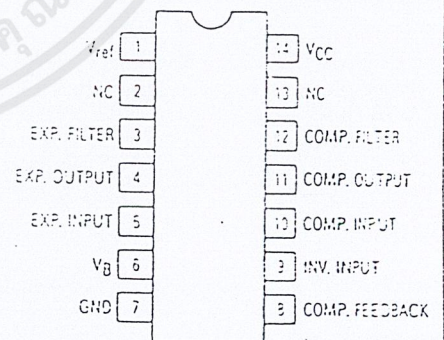 Vref 1 14 VCC
NC 2 13 NC
EXP. FILTER 3 12 COMP. FILTER
EXP. OUTPUT 4 11 COMP. OUTPUT
EXP. INPUT 5 10 COMP. INPUT
VB 6 9 INV. INPUT
GND 7 8 COMP. FEEDBACK